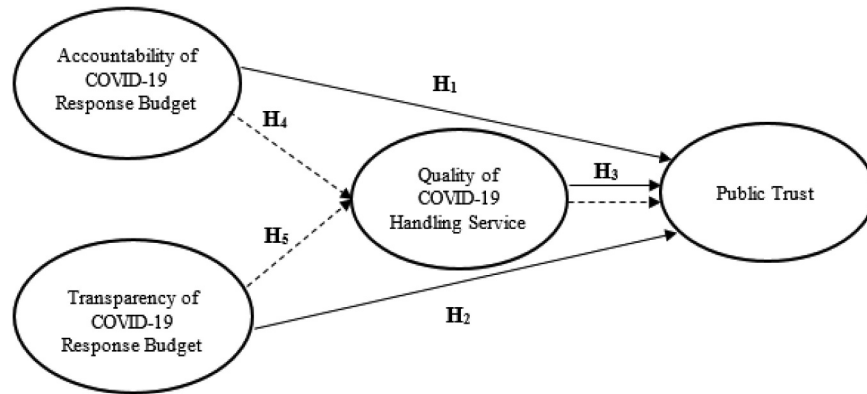 Accountability of
COVID-19
Response Budget
H1
H4
Quality of
COVID-19
Handling Service
H3
Public Trust
H5
Transparency of
COVID-19
Response Budget
H2